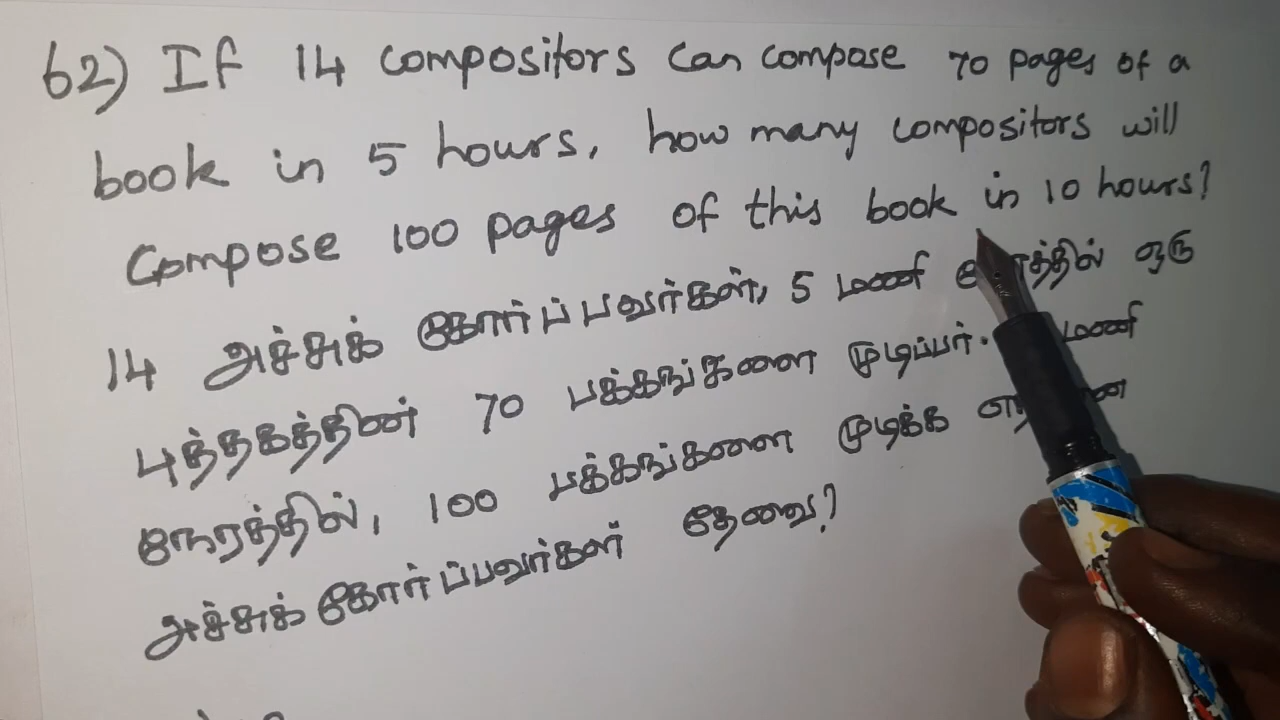 62) If 14 compositors can compose 70 pages of a
book in 5 hours, how many compositors will
compose 100 pages of this book in 10 hours?
14 அச்சுக் கோர்ப்பவர்கள், 5 மணி ஒரு
புத்தகத்தின் 70 பக்கங்களை முடிப்பர். மணி
நேரத்தில், 100 பக்கங்களை முடிக்க
அச்சுக் கோர்ப்பவர்கள் தேவை?